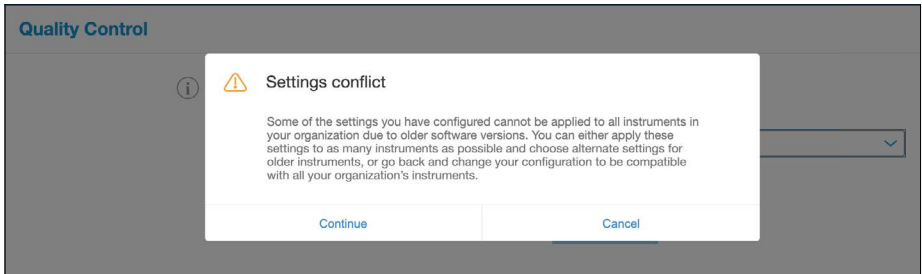 Quality Control
Settings conflict
Some of the settings you have configured cannot be applied to all instruments in
your organization due to older software versions. You can either apply these
settings to as many instruments as possible and choose alternate settings for
older instruments, or go back and change your configuration to be compatible
with all your organization's instruments.
Continue
Cancel